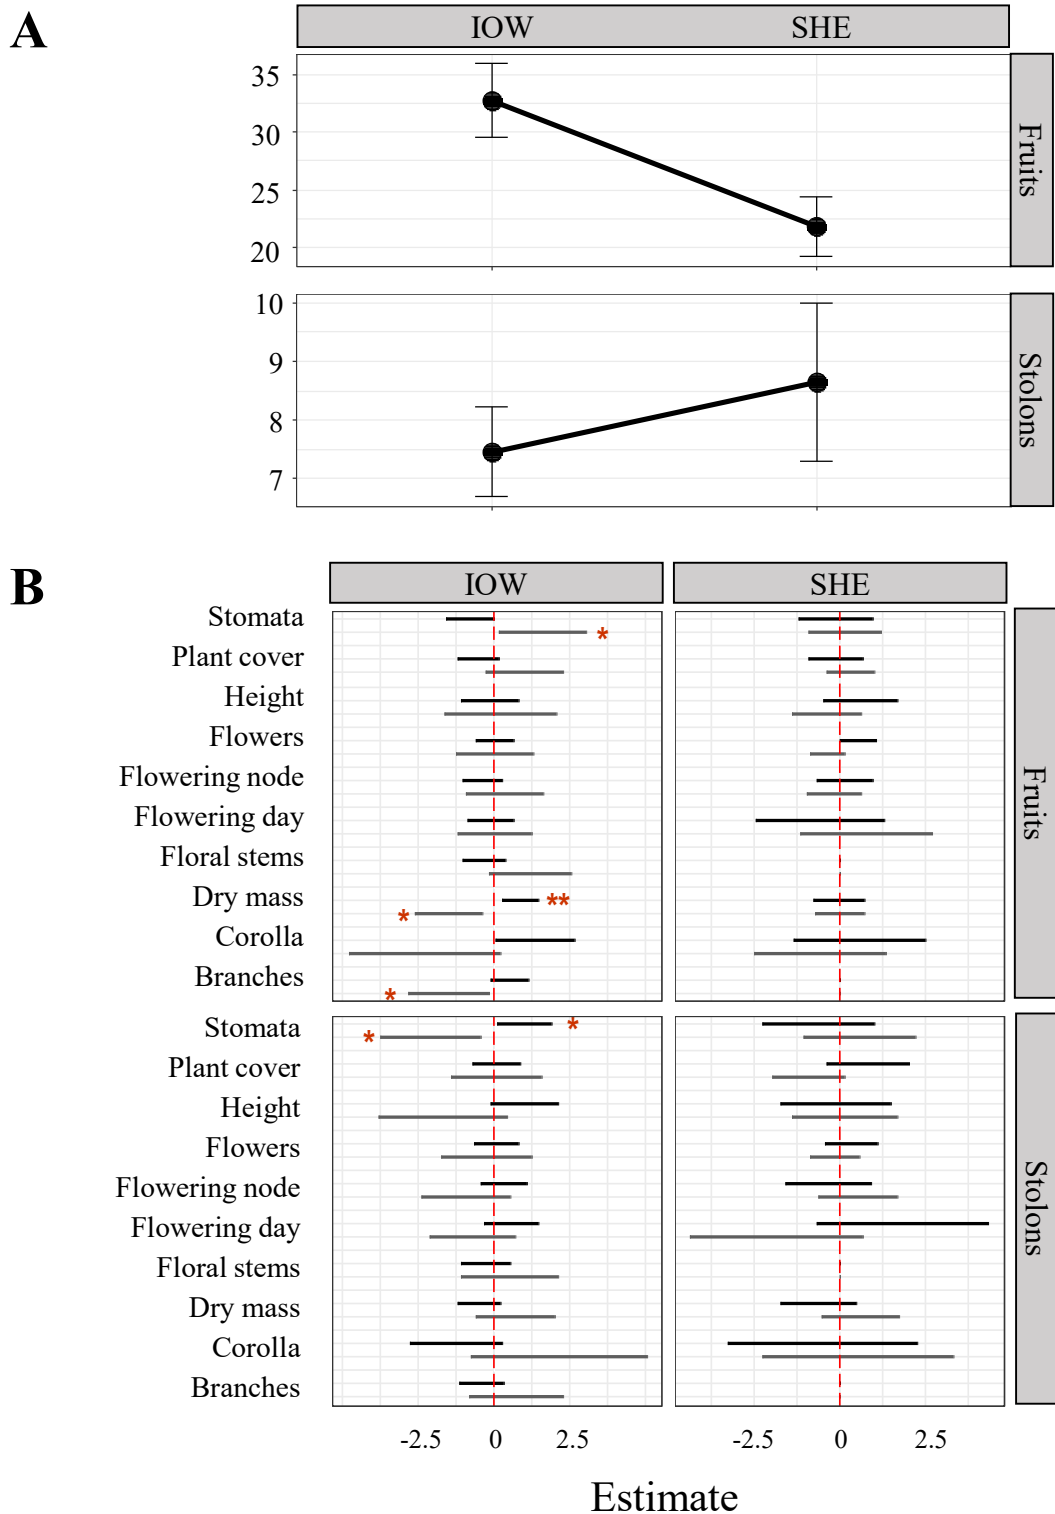 A
IOW SHE
35
30
25
20
Fruits
10
9
8
7
Stolons
B
IOW SHE
Stomata
*
Plant cover
Height
Flowers
Flowering node
Flowering day
Floral stems
Dry mass
**
*
Corolla
Branches
*
Fruits
Stomata
*
*
Plant cover
Height
Flowers
Flowering node
Flowering day
Floral stems
Dry mass
Corolla
Branches
Stolons
-2.5 0 2.5 -2.5 0 2.5
Estimate